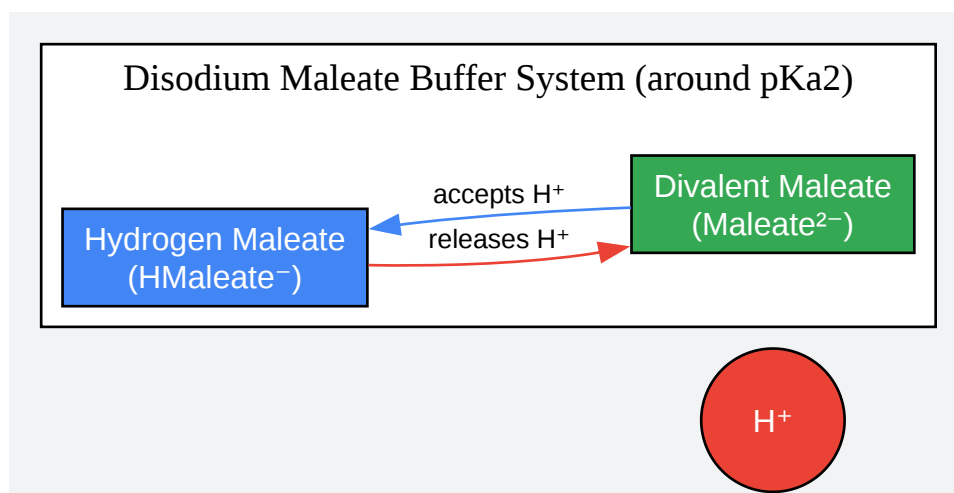 Disodium Maleate Buffer System (around pKa2)
accepts H⁺
releases H⁺
Hydrogen Maleate
(HMaleate⁻)
Divalent Maleate
(Maleate²⁻)
H⁺